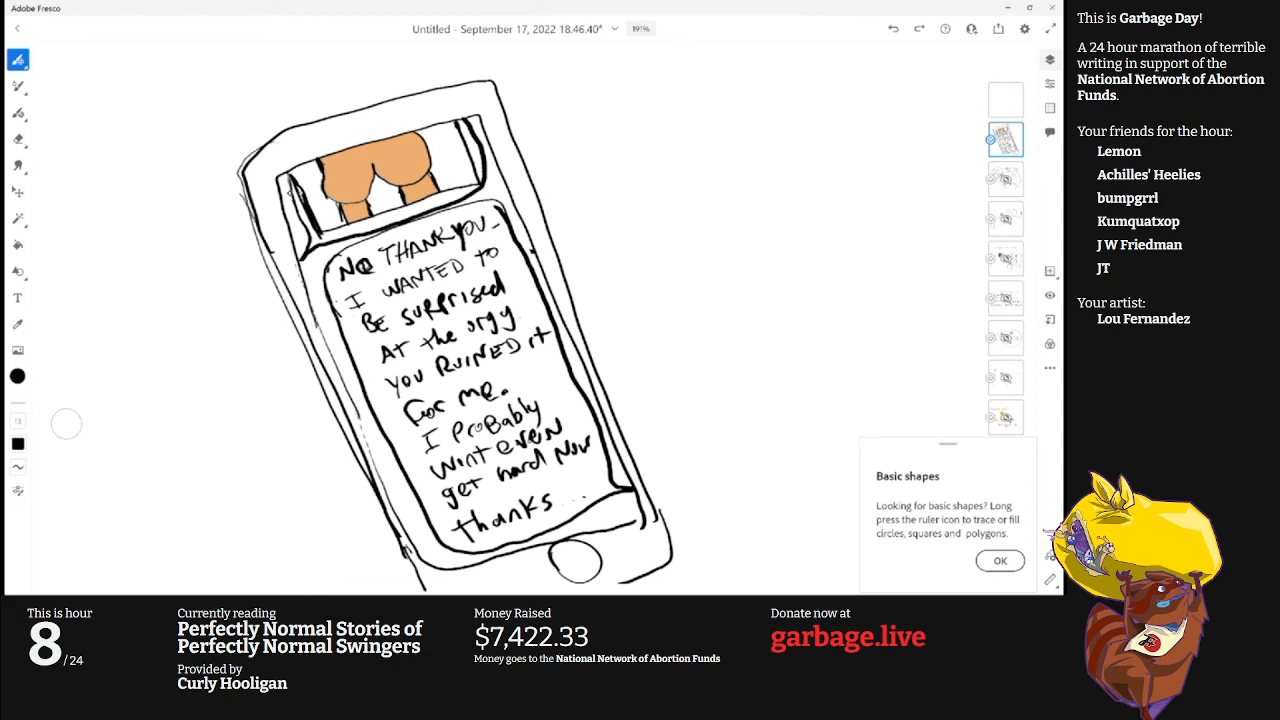 Adobe Fresco
Untitled - September 17, 2022 18.46.40*
191%
NO THANK YOU -
I WANTED to
BE surprised
At the orgy
you RUINED it
For me.
I probably
wint even
get hard Now
thanks...
13
Basic shapes
Looking for basic shapes? Long
press the ruler icon to trace or fill
circles, squares and polygons.
OK
This is Garbage Day!
A 24 hour marathon of terrible
writing in support of the
National Network of Abortion
Funds.
Your friends for the hour:
Lemon
Achilles' Heelies
bumpgrrl
Kumquatxop
J W Friedman
JT
Your artist:
Lou Fernandez
This is hour
8/24
Currently reading
Perfectly Normal Stories of
Perfectly Normal Swingers
Provided by
Curly Hooligan
Money Raised
$7,422.33
Money goes to the National Network of Abortion Funds
Donate now at
garbage.live